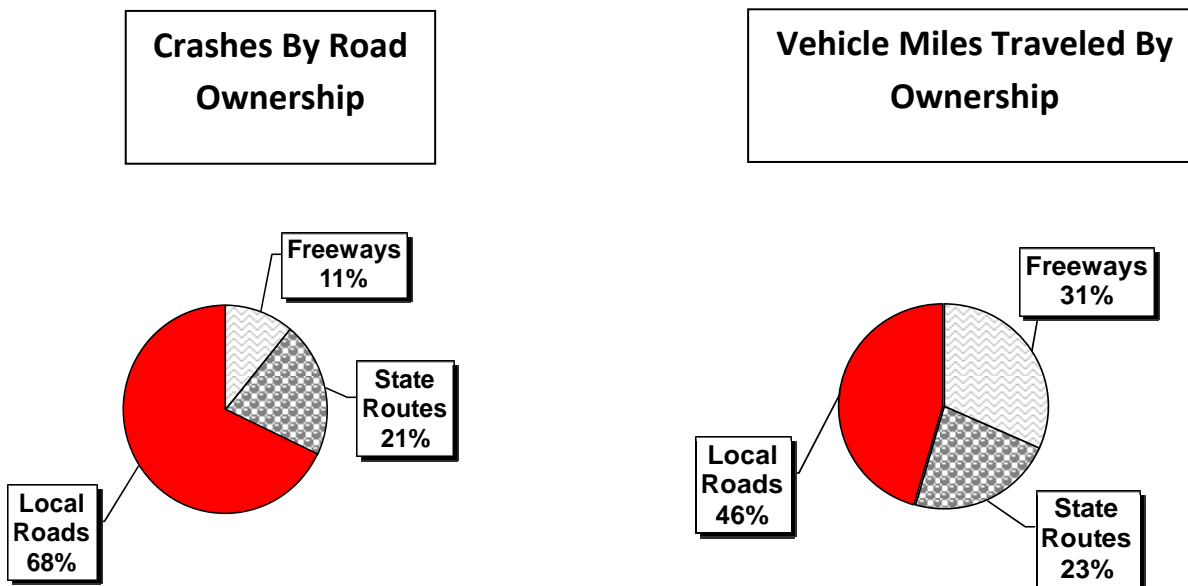 Crashes By Road
Ownership
Freeways
11%
State
Routes
21%
Local
Roads
68%
Vehicle Miles Traveled By
Ownership
Freeways
31%
Local
Roads
46%
State
Routes
23%